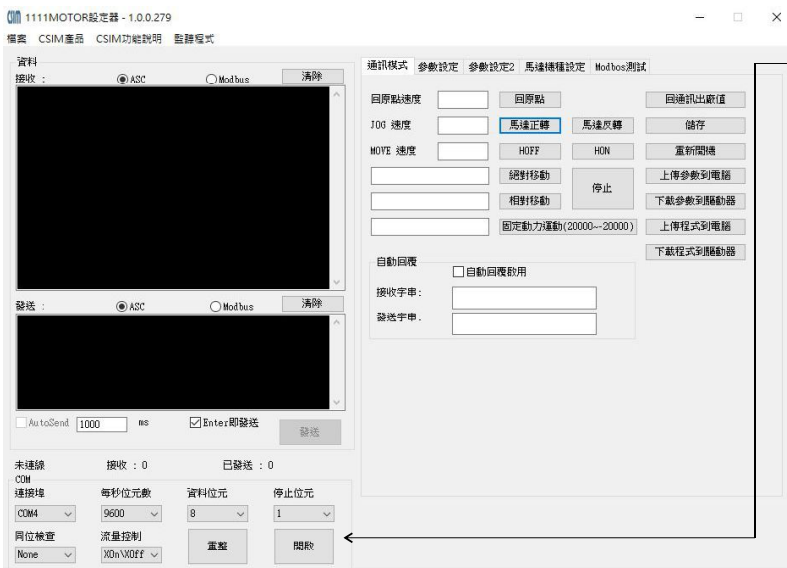 CSIM 1111MOTOR設定器 - 1.0.0.279
檔案 CSIM產品 CSIM功能說明 監聽程式
資料
接收 : ASC Modbus 清除
發送 : ASC Modbus 清除
AutoSend 1000 ms Enter即發送 發送
未連線 接收 : 0 已發送 : 0
COM
連接埠 每秒位元數 資料位元 停止位元
COM4 9600 8 1
同位檢查 流量控制 重整 開啟
None XOn\XOff
通訊模式 參數設定 參數設定2 馬達機種設定 Modbos測試
回原點速度 回原點 回通訊出廠值
JOG 速度 馬達正轉 馬達反轉 儲存
MOVE 速度 HOFF HON 重新開機
絕對移動 停止 上傳參數到電腦
相對移動 下載參數到驅動器
固定動力運動(20000~-20000) 上傳程式到電腦
下載程式到驅動器
自動回覆
自動回覆啟用
接收字串:
發送字串.